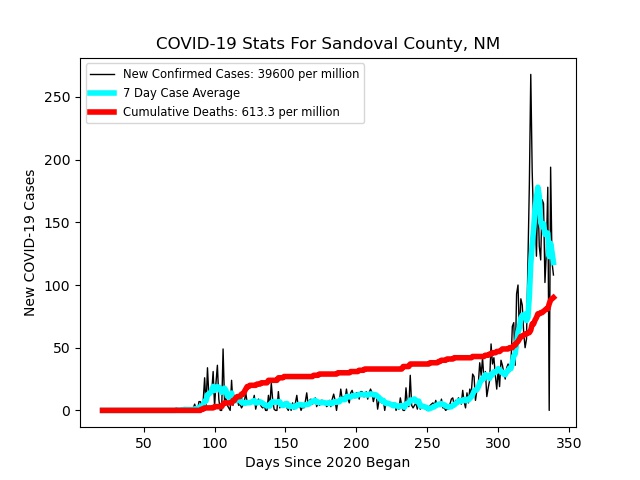 COVID-19 Stats For Sandoval County, NM
New Confirmed Cases: 39600 per million
7 Day Case Average
Cumulative Deaths: 613.3 per million
New COVID-19 Cases
250
200
150
100
50
0
50
100
150
200
250
300
350
Days Since 2020 Began